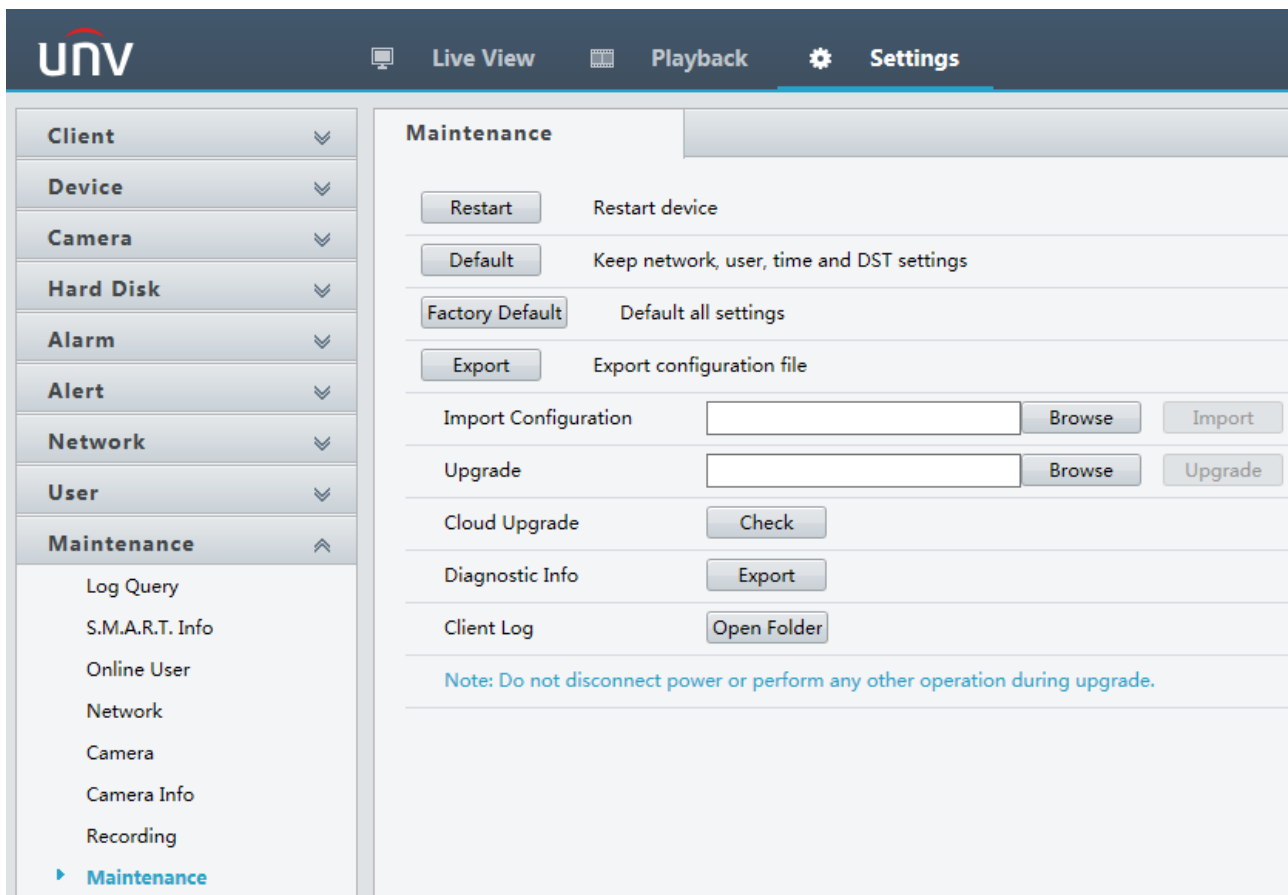 unv
Live View Playback Settings
Client
Device
Camera
Hard Disk
Alarm
Alert
Network
User
Maintenance
Log Query
S.M.A.R.T. Info
Online User
Network
Camera
Camera Info
Recording
Maintenance
Maintenance
Restart Restart device
Default Keep network, user, time and DST settings
Factory Default Default all settings
Export Export configuration file
Import Configuration Browse Import
Upgrade Browse Upgrade
Cloud Upgrade Check
Diagnostic Info Export
Client Log Open Folder
Note: Do not disconnect power or perform any other operation during upgrade.